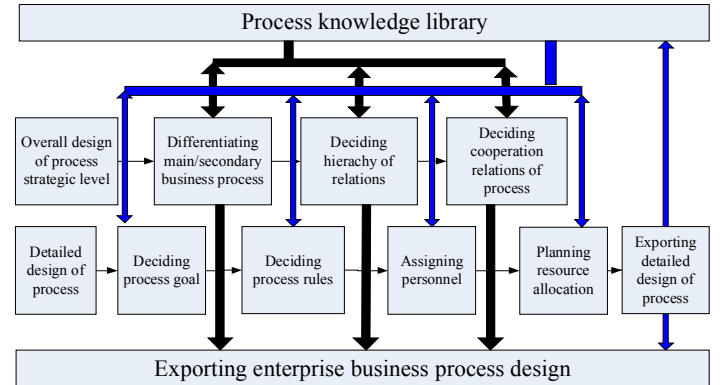 Process knowledge library
Overall design
of process
strategic level
Differentiating
main/secondary
business process
Deciding
hierachy of
relations
Deciding
cooperation
relations of
process
Detailed
design of
process
Deciding
process goal
Deciding
process rules
Assigning
personnel
Planning
resource
allocation
Exporting
detailed
design of
process
Exporting enterprise business process design